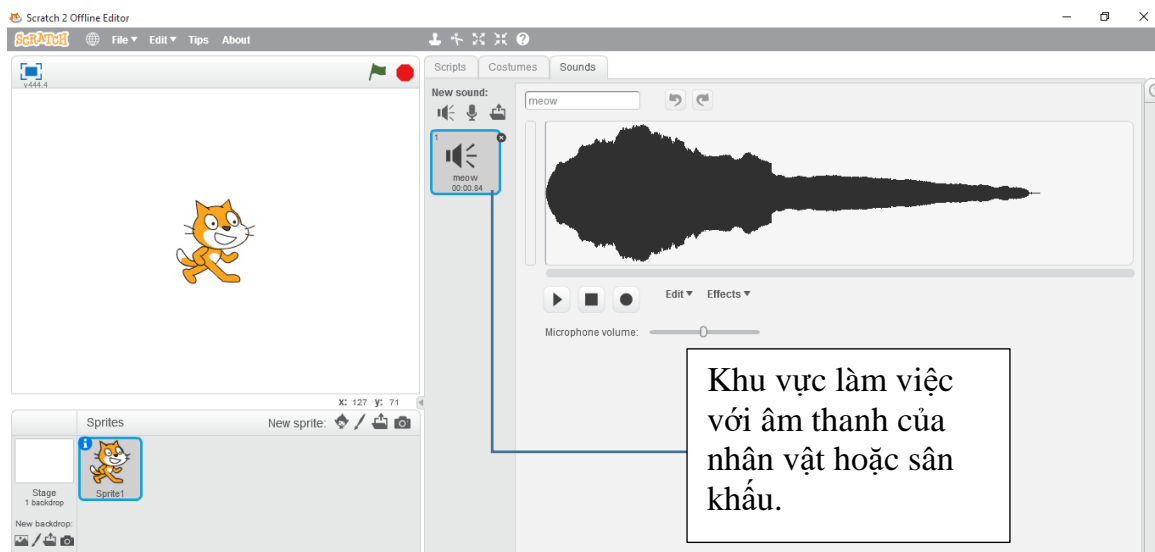 Scratch 2 Offline Editor
SCRATCH File Edit Tips About
v444.4
Scripts Costumes Sounds
New sound:
meow
1
meow
00:00.84
Edit Effects
Microphone volume:
Khu vực làm việc
với âm thanh của
nhân vật hoặc sân
khấu.
X: 127 y: 71
Sprites New sprite:
Stage
1 backdrop
Sprite1
New backdrop: